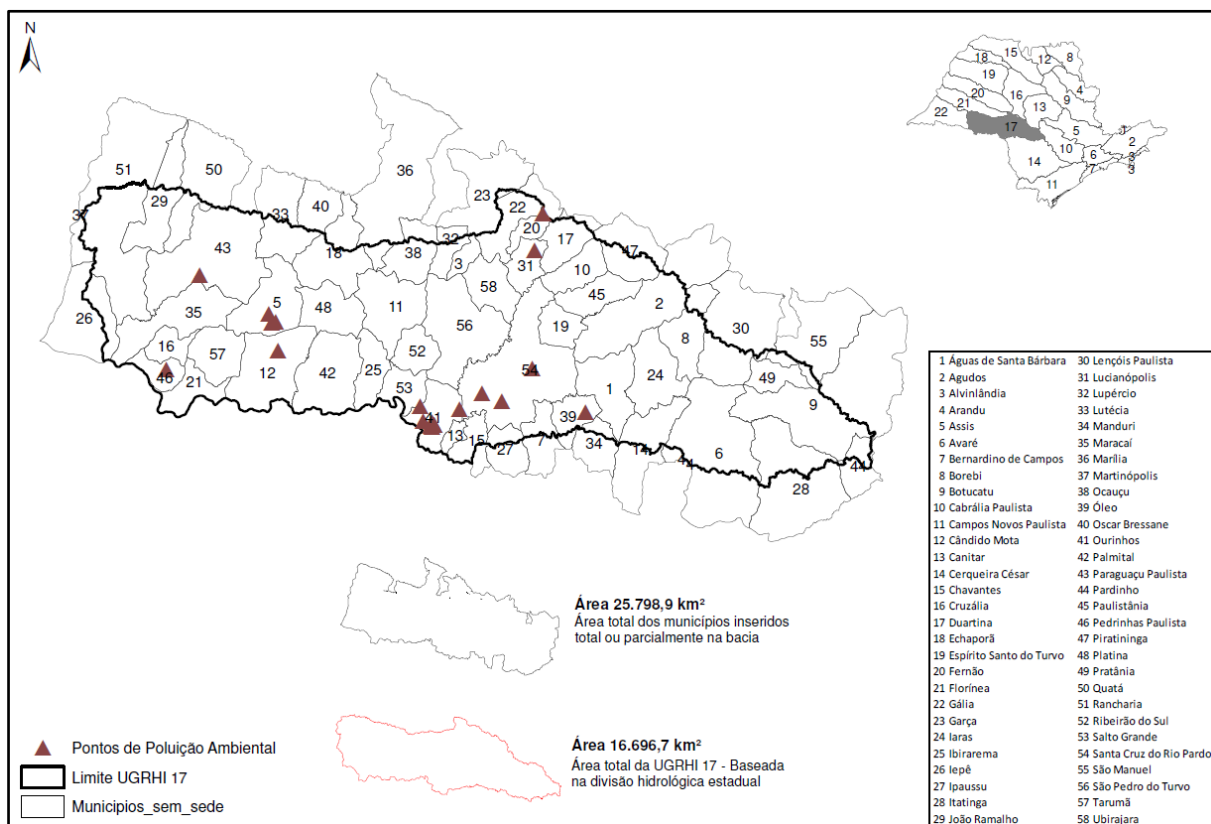 N
15
18
12
8
19
4
20
16
9
21
13
22
17
5
1
2
10
6
3
14
7
3
11
51
50
36
29
23
22
37
33
40
20
32
17
47
43
18
38
3
31
10
58
45
2
5
48
11
26
35
56
19
8
30
55
16
57
52
46
21
12
42
25
54
24
49
53
1
9
41
39
13
15
27
7
34
14
44
6
44
28
Área 25.798,9 km²
Área total dos municípios inseridos
total ou parcialmente na bacia
Área 16.696,7 km²
Área total da UGRHI 17 - Baseada
na divisão hidrológica estadual
Pontos de Poluição Ambiental
Limite UGRHI 17
Municipios_sem_sede
1 Águas de Santa Bárbara
2 Agudos
3 Alvinlândia
4 Arandu
5 Assis
6 Avaré
7 Bernardino de Campos
8 Borebi
9 Botucatu
10 Cabrália Paulista
11 Campos Novos Paulista
12 Cândido Mota
13 Canitar
14 Cerqueira César
15 Chavantes
16 Cruzália
17 Duartina
18 Echaporã
19 Espírito Santo do Turvo
20 Fernão
21 Florínea
22 Gália
23 Garça
24 Iaras
25 Ibirarema
26 Iepê
27 Ipaussu
28 Itatinga
29 João Ramalho
30 Lençóis Paulista
31 Lucianópolis
32 Lupércio
33 Lutécia
34 Manduri
35 Maracaí
36 Marília
37 Martinópolis
38 Ocauçu
39 Óleo
40 Oscar Bressane
41 Ourinhos
42 Palmital
43 Paraguaçu Paulista
44 Pardinho
45 Paulistânia
46 Pedrinhas Paulista
47 Piratininga
48 Platina
49 Pratânia
50 Quatá
51 Rancharia
52 Ribeirão do Sul
53 Salto Grande
54 Santa Cruz do Rio Pardo
55 São Manuel
56 São Pedro do Turvo
57 Tarumã
58 Ubirajara